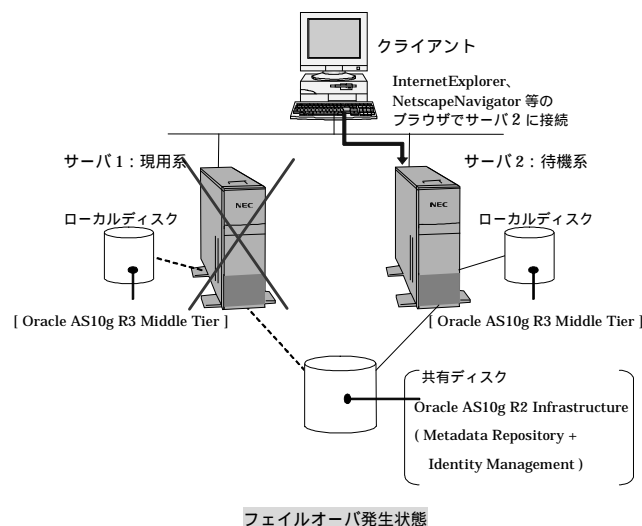 クライアント
InternetExplorer、
NetscapeNavigator 等の
ブラウザでサーバ 2 に接続
サーバ 1：現用系
サーバ 2：待機系
NEC
NEC
ローカルディスク
ローカルディスク
[ Oracle AS10g R3 Middle Tier ]
[ Oracle AS10g R3 Middle Tier ]
共有ディスク
Oracle AS10g R2 Infrastructure
( Metadata Repository +
Identity Management )
フェイルオーバ発生状態